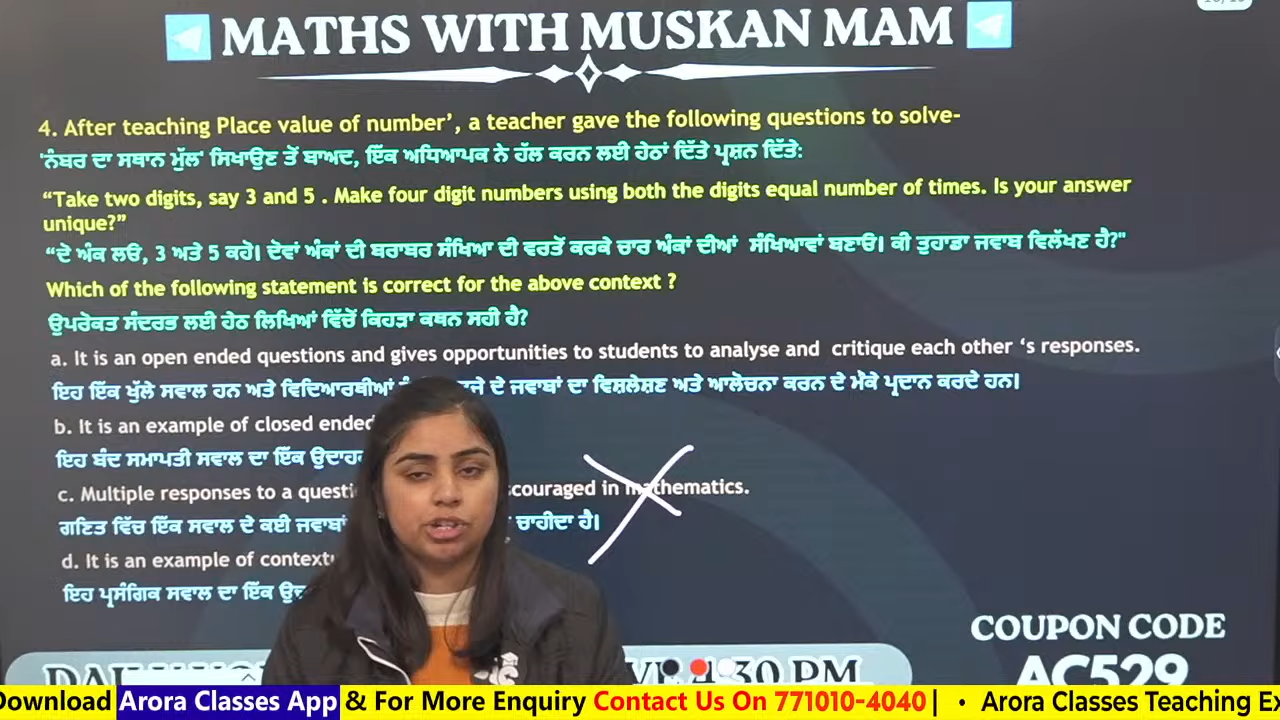 MATHS WITH MUSKAN MAM
4. After teaching Place value of number', a teacher gave the following questions to solve-
'ਨੰਬਰ ਦਾ ਸਥਾਨ ਮੁੱਲ' ਸਿਖਾਉਣ ਤੋਂ ਬਾਅਦ, ਇੱਕ ਅਧਿਆਪਕ ਨੇ ਹੱਲ ਕਰਨ ਲਈ ਹੇਠਾਂ ਦਿੱਤੇ ਪ੍ਰਸ਼ਨ ਦਿੱਤੇ:
“Take two digits, say 3 and 5 . Make four digit numbers using both the digits equal number of times. Is your answer
unique?”
“ਦੋ ਅੰਕ ਲਓ, 3 ਅਤੇ 5 ਕਹੋ। ਦੋਵਾਂ ਅੰਕਾਂ ਦੀ ਬਰਾਬਰ ਸੰਖਿਆ ਦੀ ਵਰਤੋਂ ਕਰਕੇ ਚਾਰ ਅੰਕਾਂ ਦੀਆਂ ਸੰਖਿਆਵਾਂ ਬਣਾਓ। ਕੀ ਤੁਹਾਡਾ ਜਵਾਬ ਵਿਲੱਖਣ ਹੈ?"
Which of the following statement is correct for the above context ?
ਉਪਰੋਕਤ ਸੰਦਰਭ ਲਈ ਹੇਠ ਲਿਖਿਆਂ ਵਿੱਚੋਂ ਕਿਹੜਾ ਕਥਨ ਸਹੀ ਹੈ?
a. It is an open ended questions and gives opportunities to students to analyse and critique each other ‘s responses.
ਇਹ ਇੱਕ ਖੁੱਲੇ ਸਵਾਲ ਹਨ ਅਤੇ ਵਿਦਿਆਰਥੀਆਂ ਦੇ ਜਵਾਬਾਂ ਦਾ ਵਿਸ਼ਲੇਸ਼ਣ ਅਤੇ ਆਲੋਚਨਾ ਕਰਨ ਦੇ ਮੌਕੇ ਪ੍ਰਦਾਨ ਕਰਦੇ ਹਨ।
b. It is an example of closed ended
ਇਹ ਬੰਦ ਸਮਾਪਤੀ ਸਵਾਲ ਦਾ ਇੱਕ
c. Multiple responses to a in mathematics.
ਗਣਿਤ ਵਿੱਚ ਇੱਕ ਸਵਾਲ ਦੇ ਕਈ ਜਵਾਬਾਂ ਚਾਹੀਦਾ ਹੈ।
d. It is an example of
ਇਹ ਪ੍ਰਸੰਗਿਕ ਸਵਾਲ ਦਾ ਇੱਕ
COUPON CODE
AC529
PM
Download Arora Classes App & For More Enquiry Contact Us On 771010-4040 | • Arora Classes Teaching